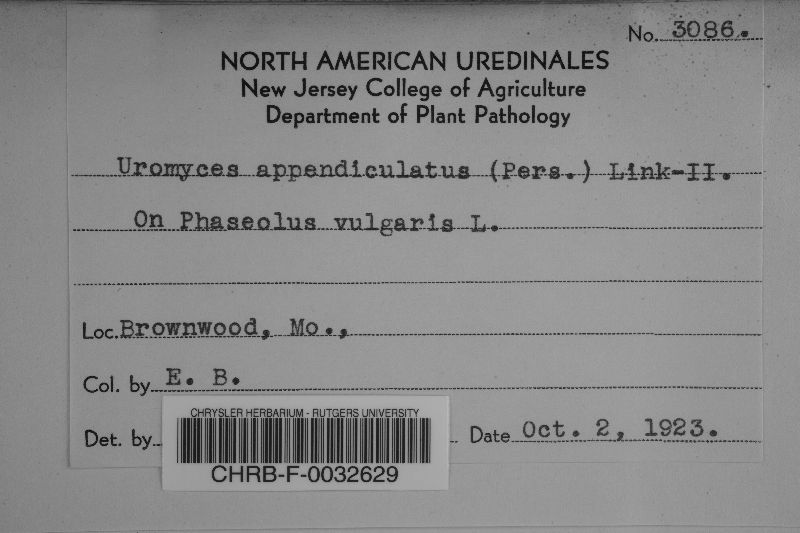 No. 3086.
NORTH AMERICAN UREDINALES
New Jersey College of Agriculture
Department of Plant Pathology
Uromyces appendiculatus (Pers.) Link-II.
On Phaseolus vulgaris L.
Loc. Brownwood, Mo.,
Col. by E. B.
Det. by Date Oct. 2, 1923.
CHRYSLER HERBARIUM - RUTGERS UNIVERSITY
CHRB-F-0032629